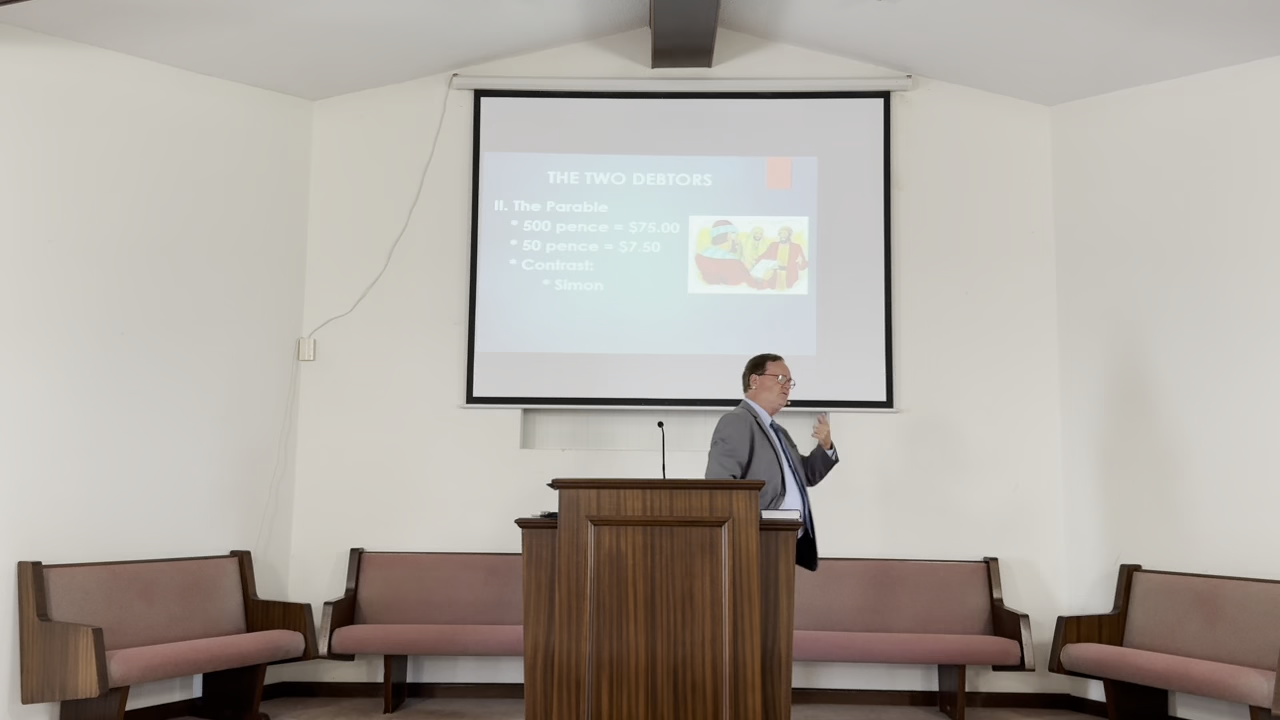 THE TWO DEBTORS
II. The Parable
* 500 pence = $75.00
* 50 pence = $7.50
* Contrast:
* Simon